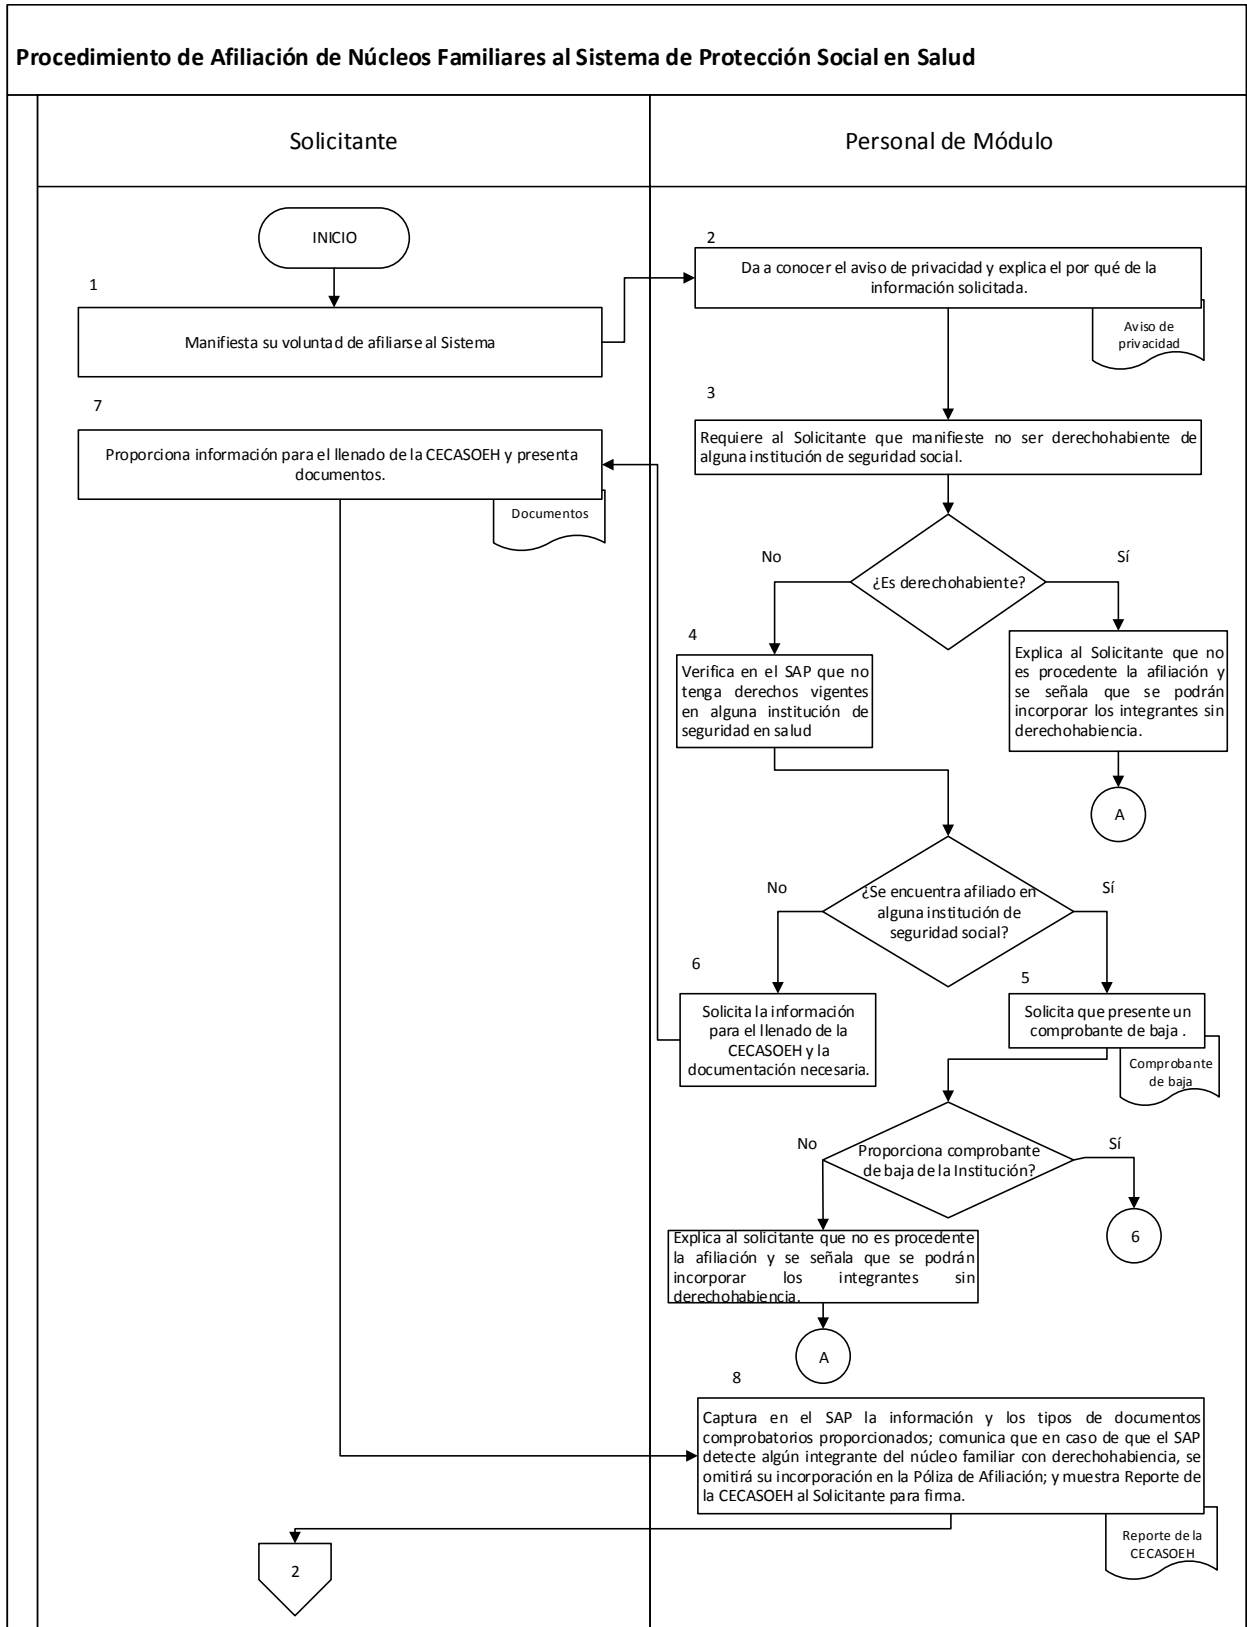 Procedimiento de Afiliación de Núcleos Familiares al Sistema de Protección Social en Salud
Solicitante
Personal de Módulo
INICIO
1
Manifiesta su voluntad de afiliarse al Sistema
2
Da a conocer el aviso de privacidad y explica el por qué de la
información solicitada.
Aviso de
privacidad
3
Requiere al Solicitante que manifieste no ser derechohabiente de
alguna institución de seguridad social.
7
Proporciona información para el llenado de la CECASOEH y presenta
documentos.
Documentos
¿Es derechohabiente?
No
Sí
4
Verifica en el SAP que no
tenga derechos vigentes
en alguna institución de
seguridad en salud
Explica al Solicitante que no
es procedente la afiliación y
se señala que se podrán
incorporar los integrantes sin
derechohabiencia.
A
¿Se encuentra afiliado en
alguna institución de
seguridad social?
No
Sí
6
Solicita la información
para el llenado de la
CECASOEH y la
documentación necesaria.
5
Solicita que presente un
comprobante de baja .
Comprobante
de baja
Proporciona comprobante
de baja de la Institución?
No
Sí
6
Explica al solicitante que no es procedente
la afiliación y se señala que se podrán
incorporar los integrantes sin
derechohabiencia.
A
8
Captura en el SAP la información y los tipos de documentos
comprobatorios proporcionados; comunica que en caso de que el SAP
detecte algún integrante del núcleo familiar con derechohabiencia, se
omitirá su incorporación en la Póliza de Afiliación; y muestra Reporte de
la CECASOEH al Solicitante para firma.
Reporte de la
CECASOEH
2